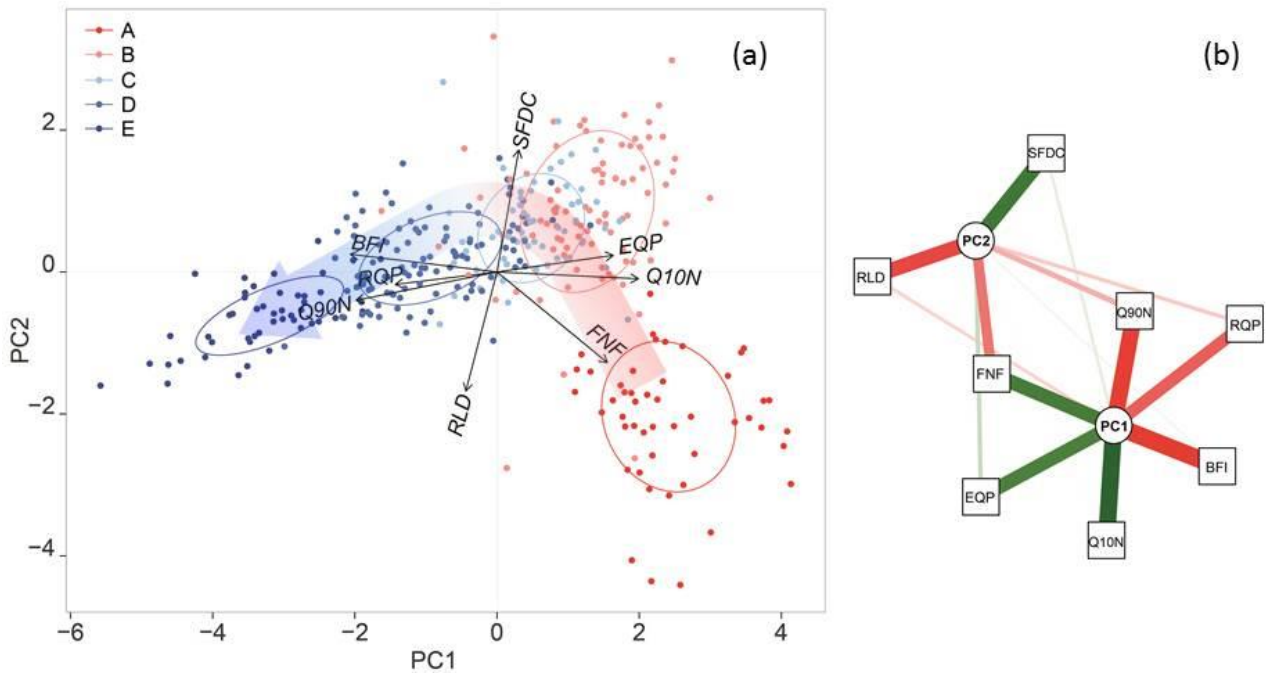 A
B
C
D
E
(a)
SFDC
BFI
RQP
Q90N
EQP
Q10N
FNF
RLD
2
0
−2
−4
PC2
−6
−4
−2
0
2
4
PC1
(b)
SFDC
PC2
RLD
Q90N
RQP
FNF
PC1
BFI
EQP
Q10N